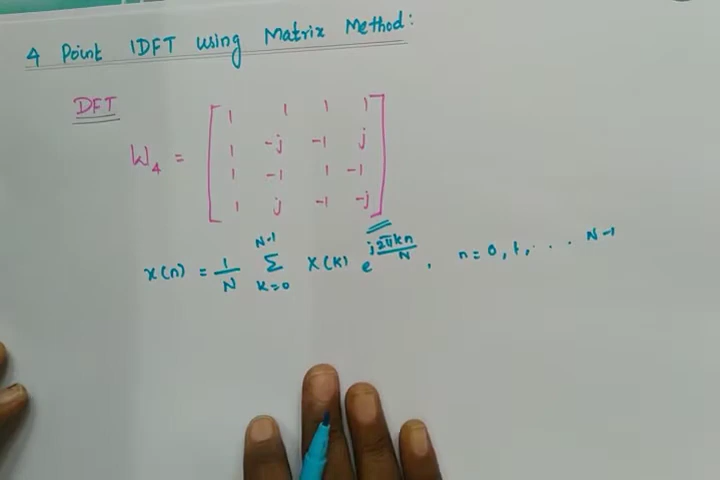 4 Point IDFT using Matrix Method:
DFT
W₄ = [ 1 1 1 1
1 -j -1 j
1 -1 1 -1
1 j -1 -j ]
x(n) = 1/N Σ_{k=0}^{N-1} X(k) e^{j2πkn/N} , n = 0, 1, . . . N-1